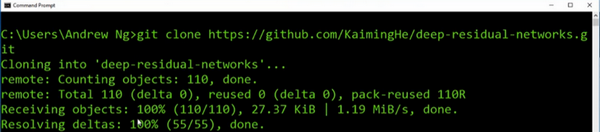 Command Prompt
C:\Users\Andrew Ng>git clone https://github.com/KaimingHe/deep-residual-networks.g
it
Cloning into 'deep-residual-networks'...
remote: Counting objects: 110, done.
remote: Total 110 (delta 0), reused 0 (delta 0), pack-reused 110R
Receiving objects: 100% (110/110), 27.37 KiB | 1.19 MiB/s, done.
Resolving deltas: 100% (55/55), done.